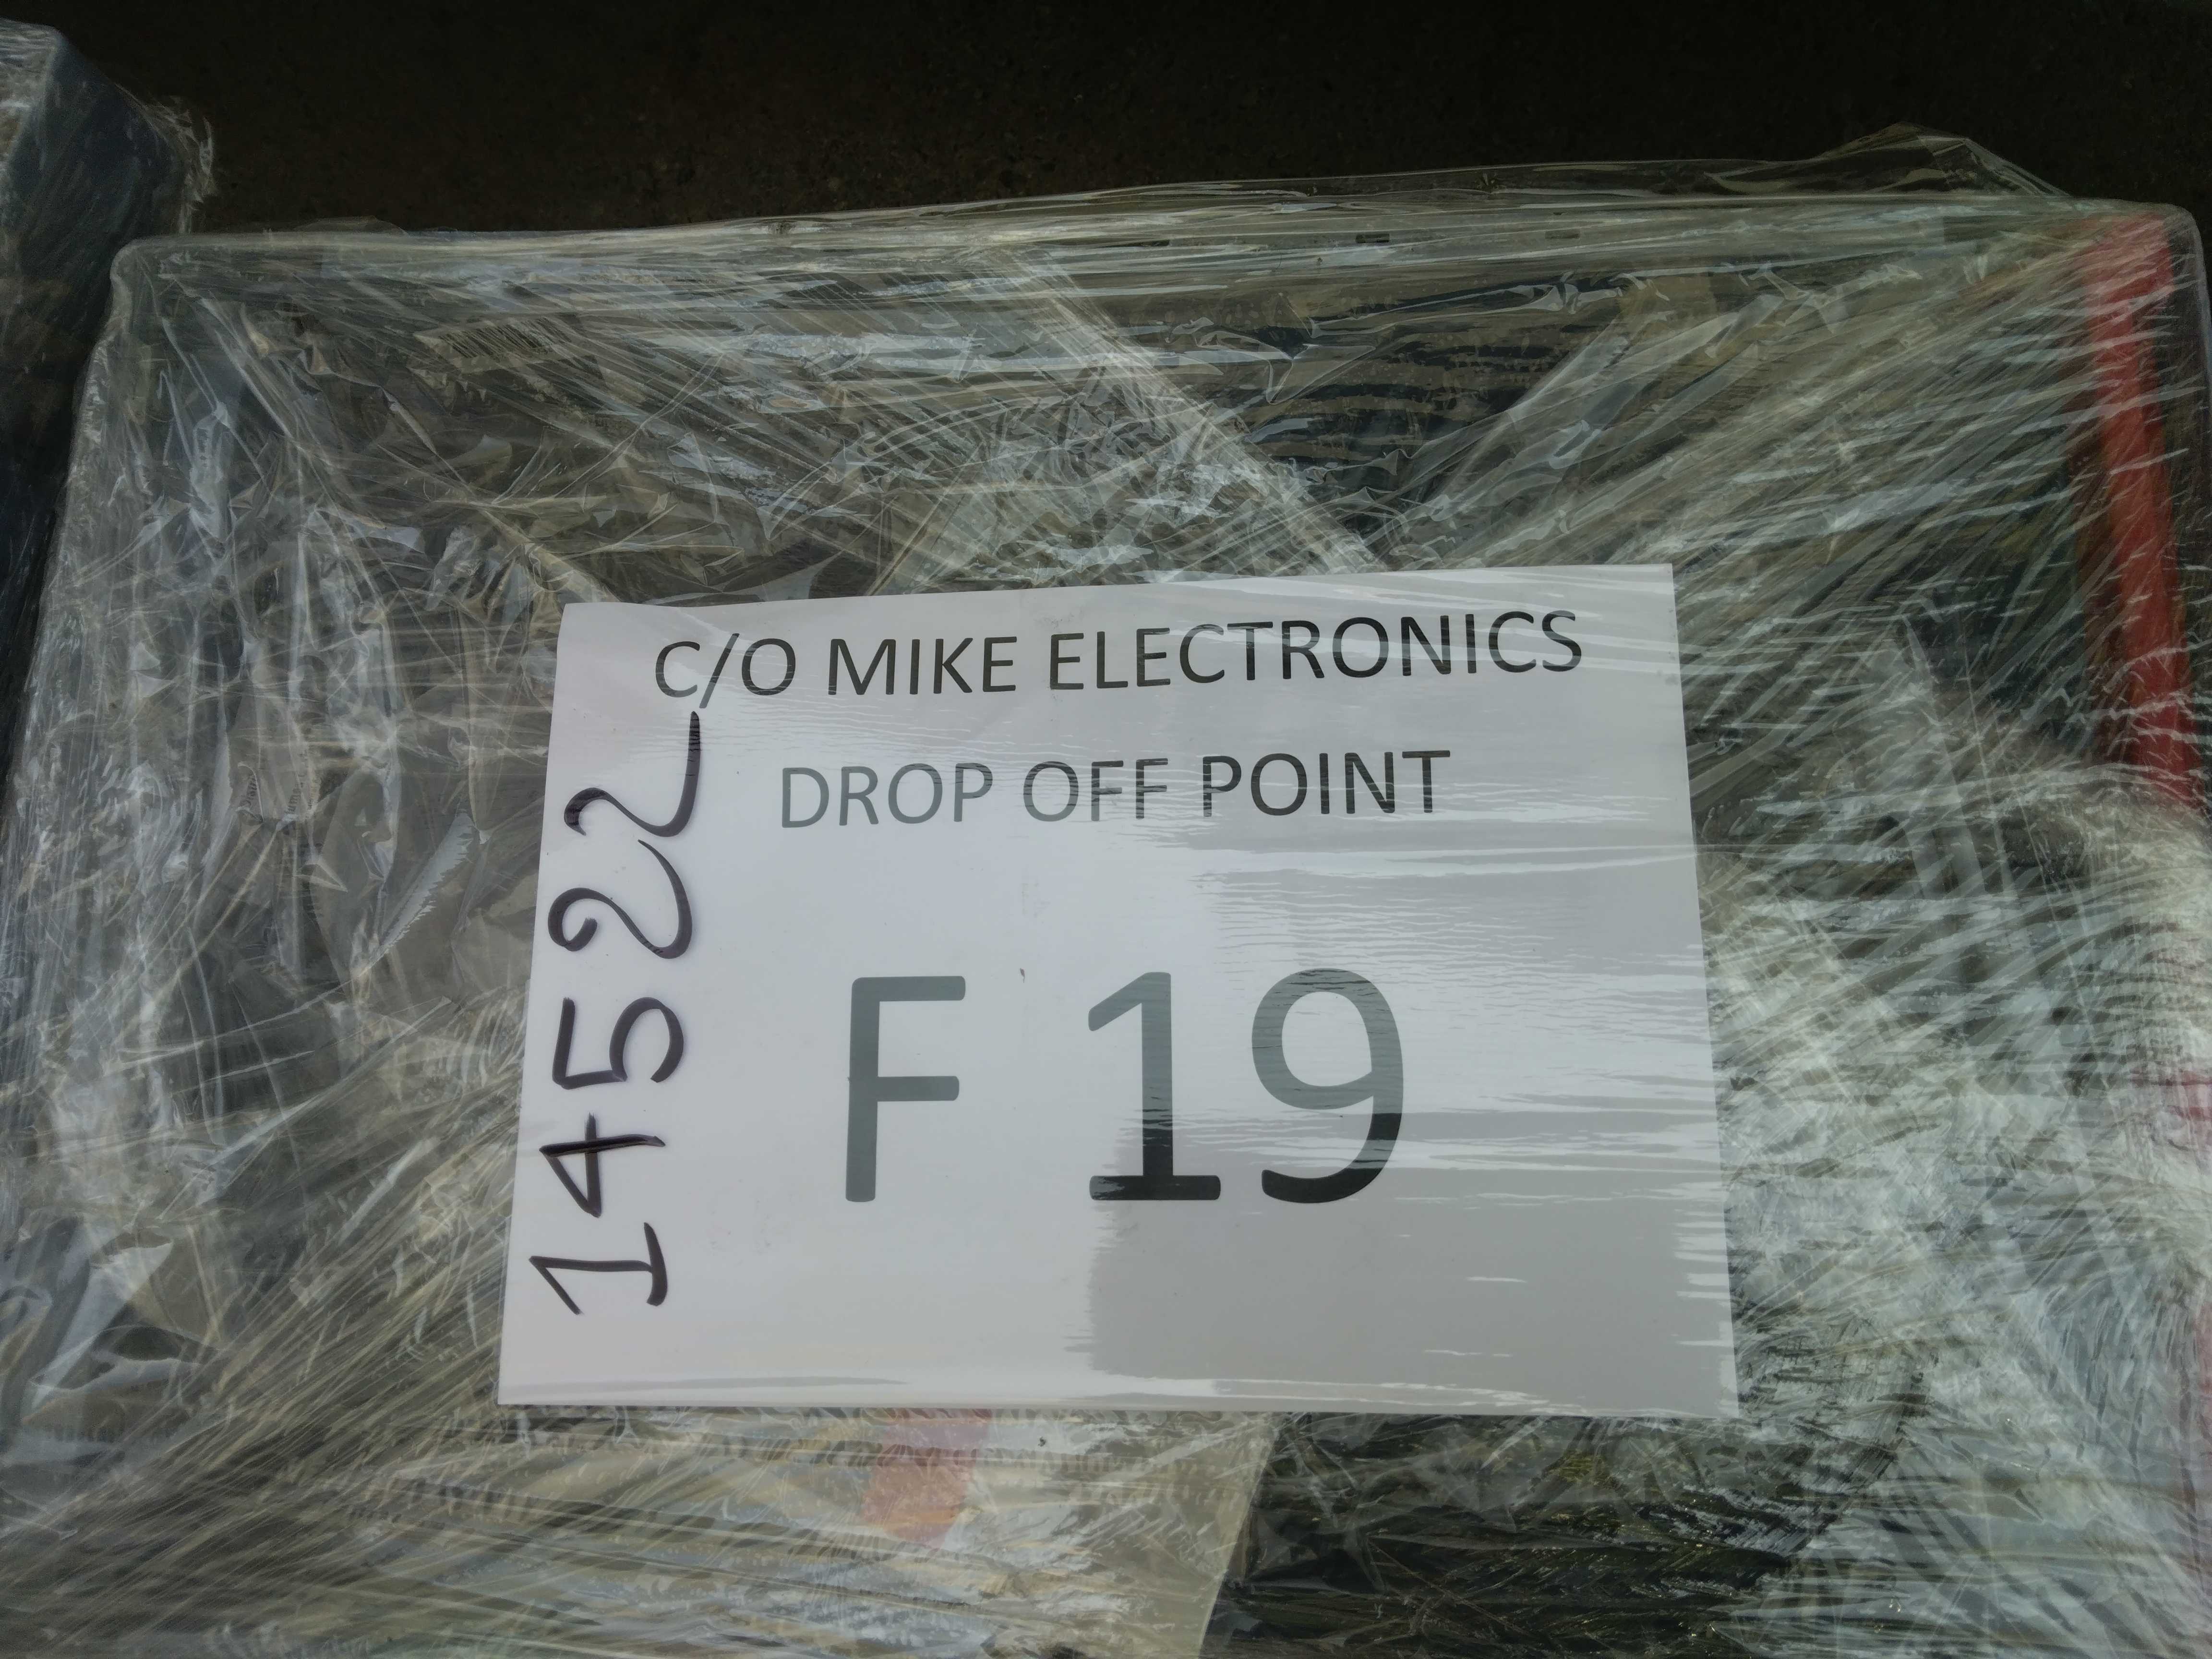 C/O MIKE ELECTRONICS
DROP OFF POINT
F 19
14522